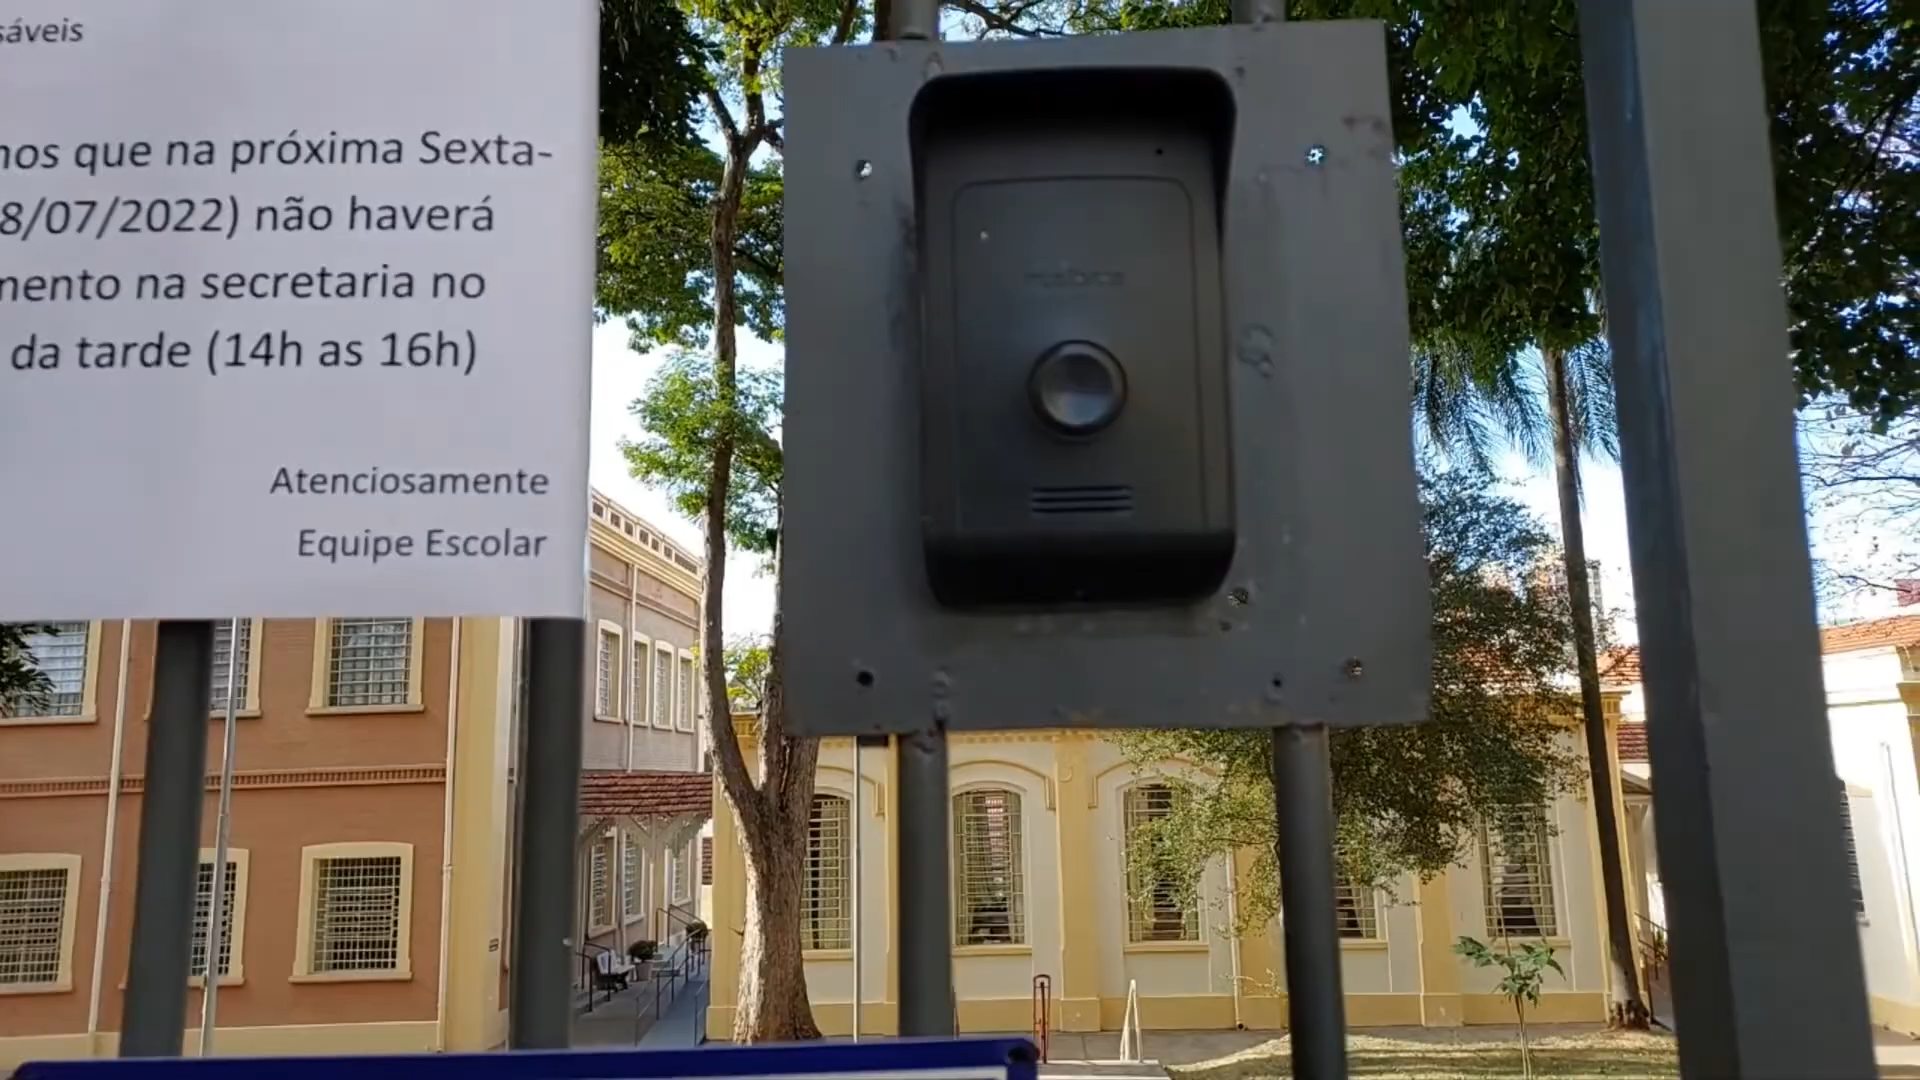 sáveis
nos que na próxima Sexta-
8/07/2022) não haverá
mento na secretaria no
da tarde (14h as 16h)
Atenciosamente
Equipe Escolar